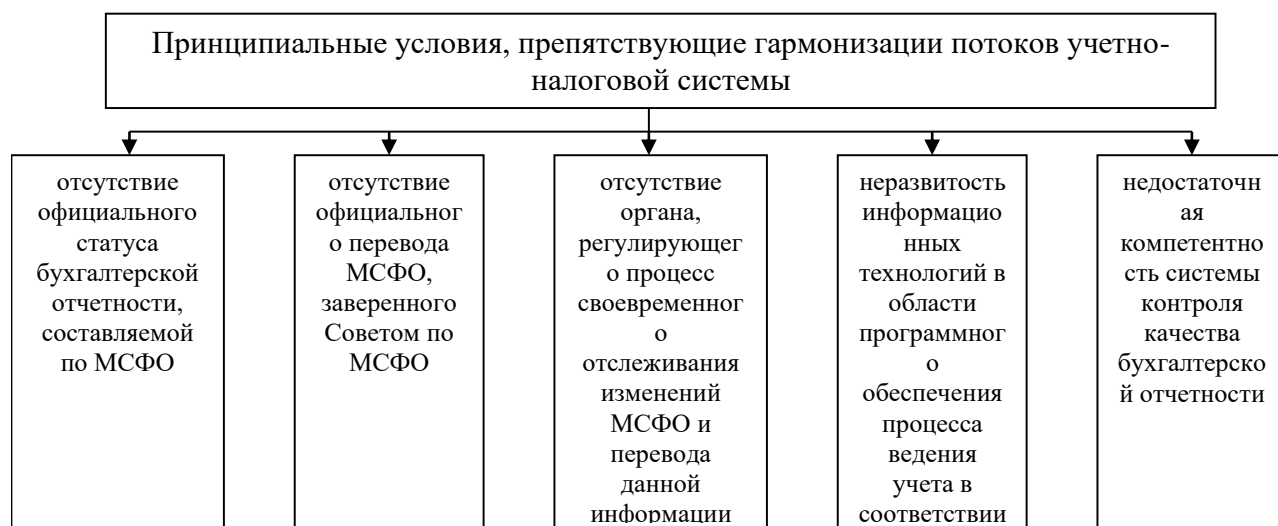 Принципиальные условия, препятствующие гармонизации потоков учетно-
налоговой системы
отсутствие
официального
статуса
бухгалтерской
отчетности,
составляемой
по МСФО
отсутствие
официальног
о перевода
МСФО,
заверенного
Советом по
МСФО
отсутствие
органа,
регулирующег
о процесс
своевременног
о
отслеживания
изменений
МСФО и
перевода
данной
информации
неразвитость
информацио
нных
технологий в
области
программног
о
обеспечения
процесса
ведения
учета в
соответствии
недостаточн
ая
компетентно
сть системы
контроля
качества
бухгалтерско
й отчетности